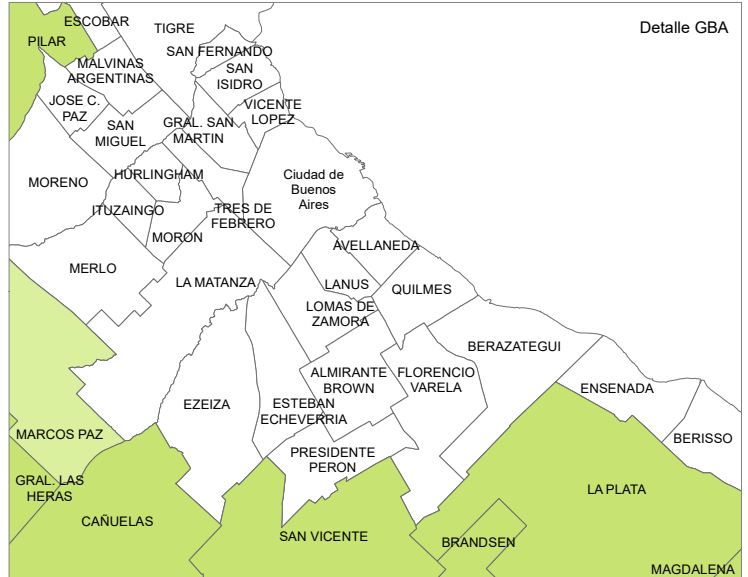 ESCOBAR
TIGRE
Detalle GBA
PILAR
SAN FERNANDO
MALVINAS
ARGENTINAS
SAN
ISIDRO
JOSE C.
PAZ
VICENTE
LOPEZ
SAN
MIGUEL
GRAL. SAN
MARTIN
MORENO
HURLINGHAM
Ciudad de
Buenos
Aires
ITUZAINGO
TRES DE
FEBRERO
MORON
AVELLANEDA
MERLO
LA MATANZA
LANUS
QUILMES
LOMAS DE
ZAMORA
BERAZATEGUI
ALMIRANTE
BROWN
FLORENCIO
VARELA
ENSENADA
EZEIZA
ESTEBAN
ECHEVERRIA
MARCOS PAZ
BERISSO
PRESIDENTE
PERON
GRAL. LAS
HERAS
LA PLATA
CAÑUELAS
SAN VICENTE
BRANDSEN
MAGDALENA